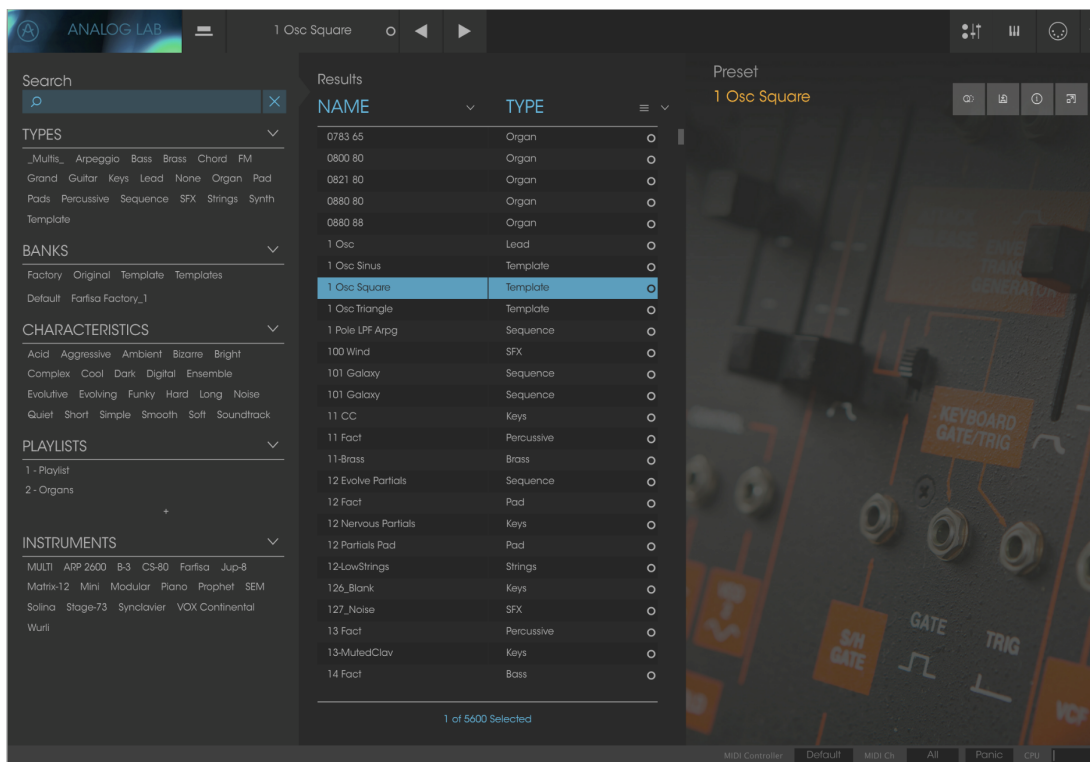 ANALOG LAB
1 Osc Square
Search
TYPES
_Multis_ Arpeggio Bass Brass Chord FM
Grand Guitar Keys Lead None Organ Pad
Pads Percussive Sequence SFX Strings Synth
Template
BANKS
Factory Original Template Templates
Default Farfisa Factory_1
CHARACTERISTICS
Acid Aggressive Ambient Bizarre Bright
Complex Cool Dark Digital Ensemble
Evolutive Evolving Funky Hard Long Noise
Quiet Short Simple Smooth Soft Soundtrack
PLAYLISTS
1 - Playlist
2 - Organs
+
INSTRUMENTS
MULTI ARP 2600 B-3 CS-80 Farfisa Jup-8
Matrix-12 Mini Modular Piano Prophet SEM
Solina Stage-73 Synclavier VOX Continental
Wurli
Results
NAME TYPE
0783 65 Organ
0800 80 Organ
0821 80 Organ
0880 80 Organ
0880 88 Organ
1 Osc Lead
1 Osc Sinus Template
1 Osc Square Template
1 Osc Triangle Template
1 Pole LPF Arpg Sequence
100 Wind SFX
101 Galaxy Sequence
101 Galaxy Sequence
11 CC Keys
11 Fact Percussive
11-Brass Brass
12 Evolve Partials Sequence
12 Fact Pad
12 Nervous Partials Keys
12 Partials Pad Pad
12-LowStrings Strings
126_Blank Keys
127_Noise SFX
13 Fact Percussive
13-MutedClav Keys
14 Fact Bass
1 of 5600 Selected
Preset
1 Osc Square
GENERATOR
KEYBOARD
GATE/TRIG
S/H
GATE
GATE
TRIG
VCF
MIDI Controller Default MIDI Ch All Panic CPU